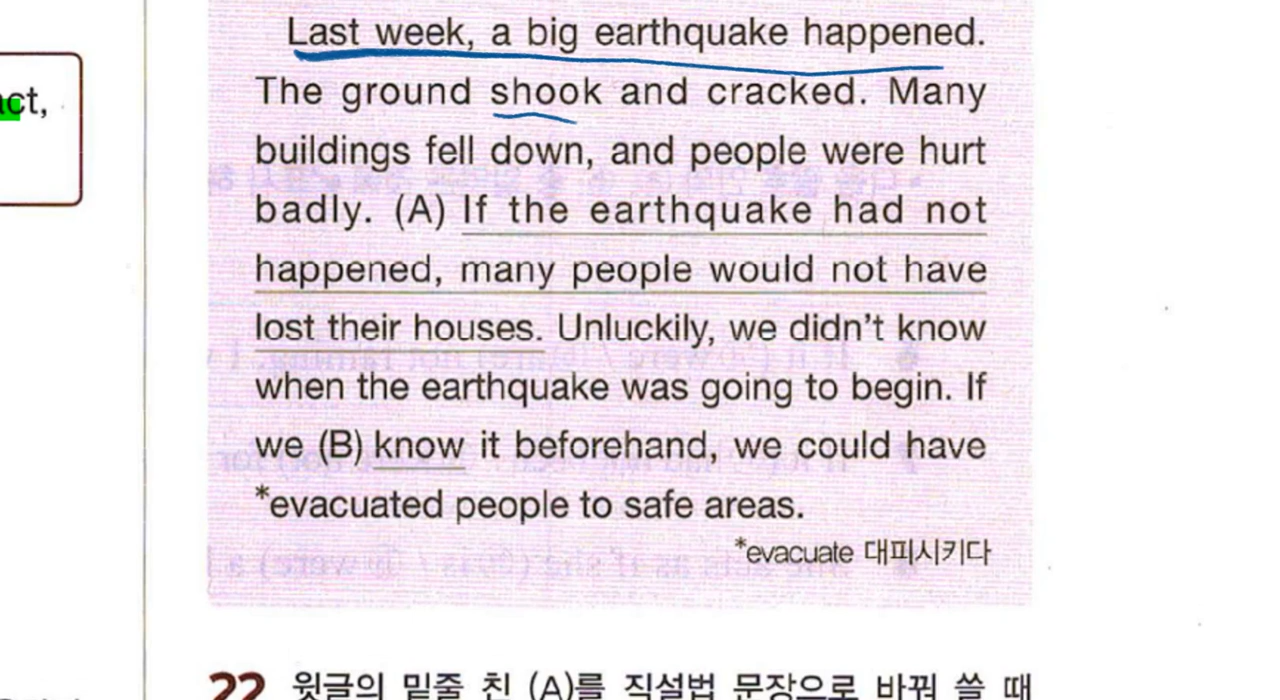 act,
Last week, a big earthquake happened.
The ground shook and cracked. Many
buildings fell down, and people were hurt
badly. (A) If the earthquake had not
happened, many people would not have
lost their houses. Unluckily, we didn't know
when the earthquake was going to begin. If
we (B) know it beforehand, we could have
*evacuated people to safe areas.
*evacuate 대피시키다
22 윗글의 밑줄 친 (A)를 직설법 문장으로 바꿔 쓸 때